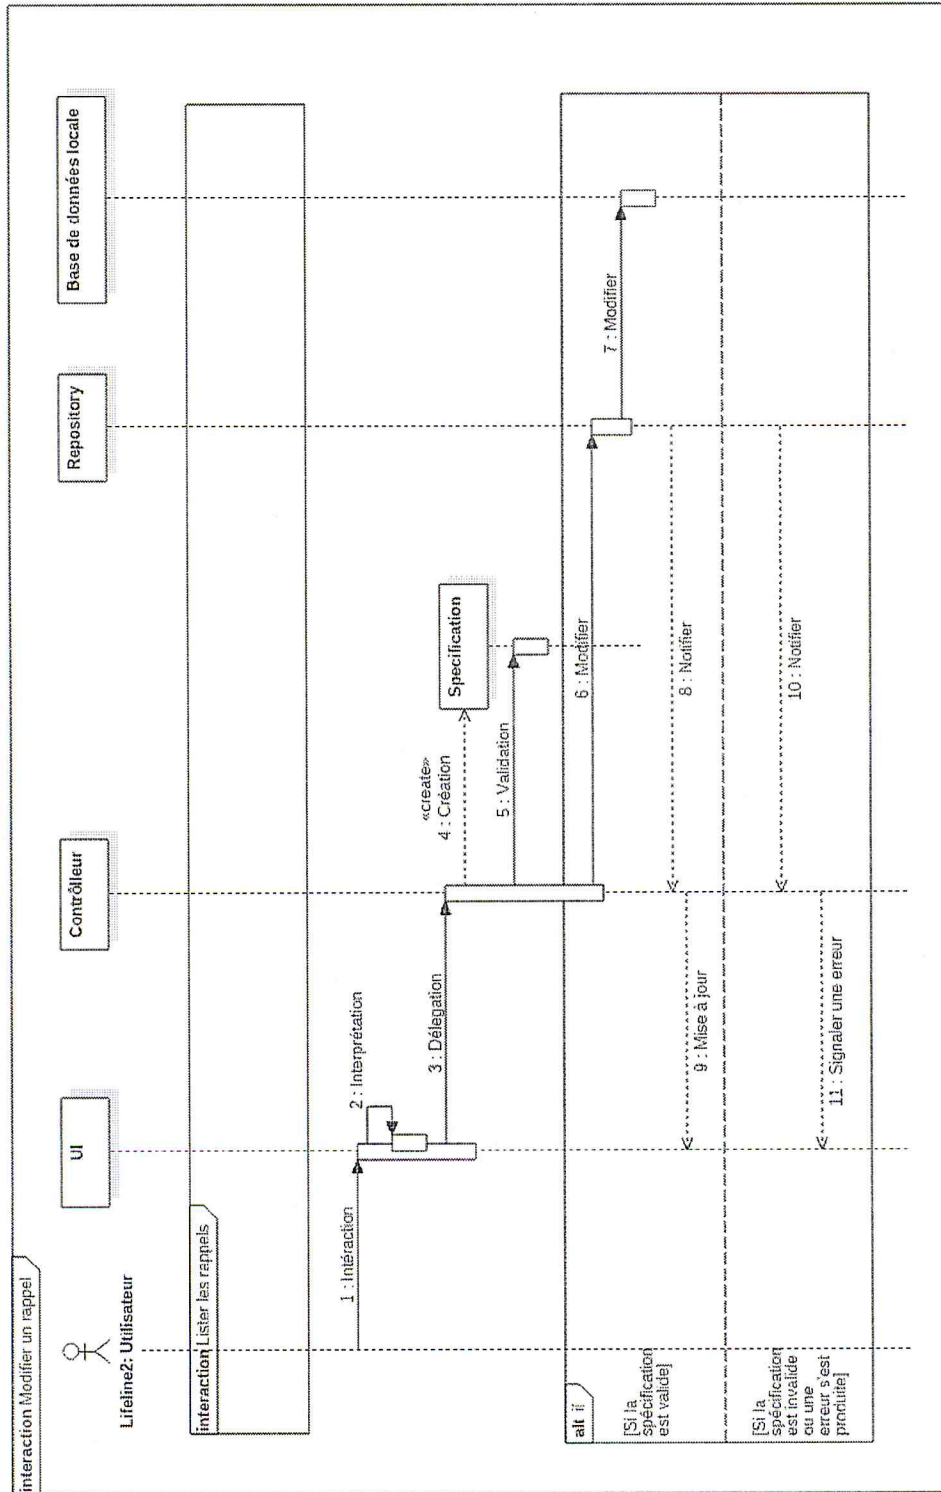 interaction Modifier un rappel
Lifeline2: Utilisateur
UI
Contrôlleur
Repository
Base de données locale
interaction Lister les rappels
1 : Intéraction
2 : Interprétation
3 : Délegation
«create»
4 : Création
Specification
5 : Validation
alt if
[Si la
spécification
est valide]
6 : Modifier
7 : Modifier
8 : Notifier
9 : Mise à jour
[Si la
spécification
est invalide
ou une
erreur s'est
produite]
10 : Notifier
11 : Signaler une erreur